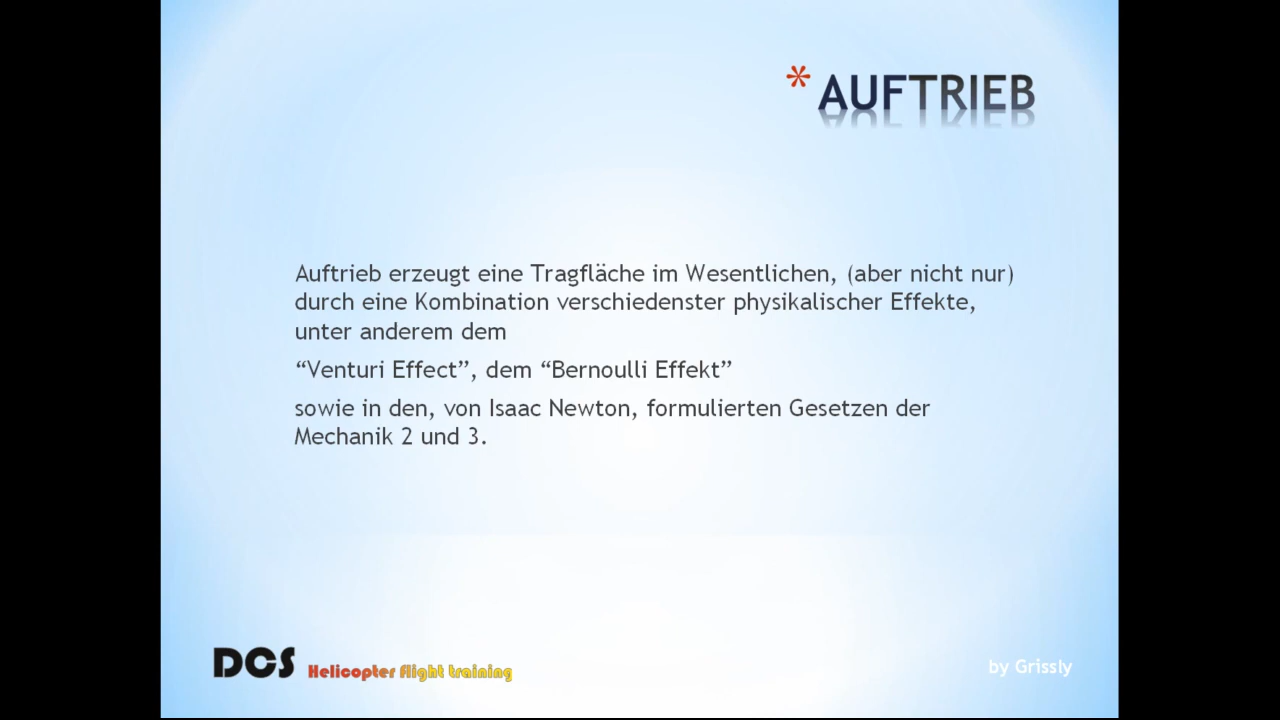 * AUFTRIEB
Auftrieb erzeugt eine Tragfläche im Wesentlichen, (aber nicht nur)
durch eine Kombination verschiedenster physikalischer Effekte,
unter anderem dem
“Venturi Effect”, dem “Bernoulli Effekt”
sowie in den, von Isaac Newton, formulierten Gesetzen der
Mechanik 2 und 3.
DCS Helicopter flight training
by Grissly